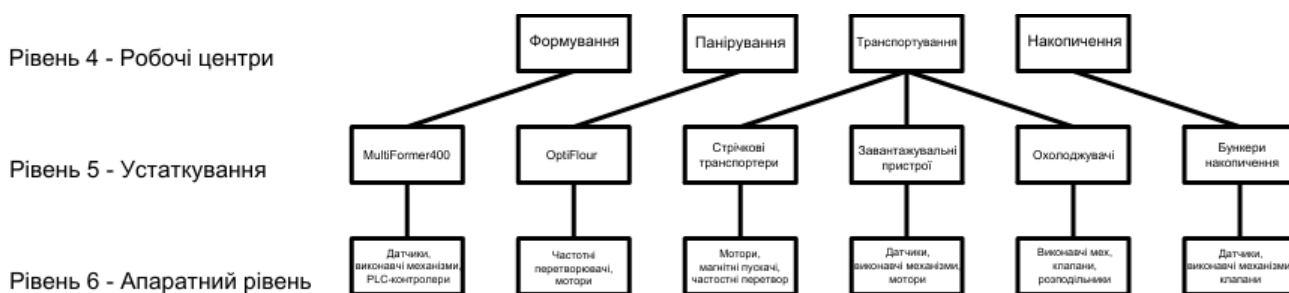 Рівень 4 - Робочі центри
Формування
Панірування
Транспортування
Накопичення
Рівень 5 - Устаткування
MultiFormer400
OptiFlour
Стрічкові
транспортери
Завантажувальні
пристрої
Охолоджувачі
Бункери
накопичення
Рівень 6 - Апаратний рівень
Датчики,
виконавчі механізми,
PLC-контролери
Частотні
перетворювачі,
мотори
Мотори,
магнітні пускачі,
частостні перетвор
Датчики,
виконавчі механізми,
мотори
Виконавчі мех,
клапани,
розподільники
Датчики,
виконавчі механізми,
клапани